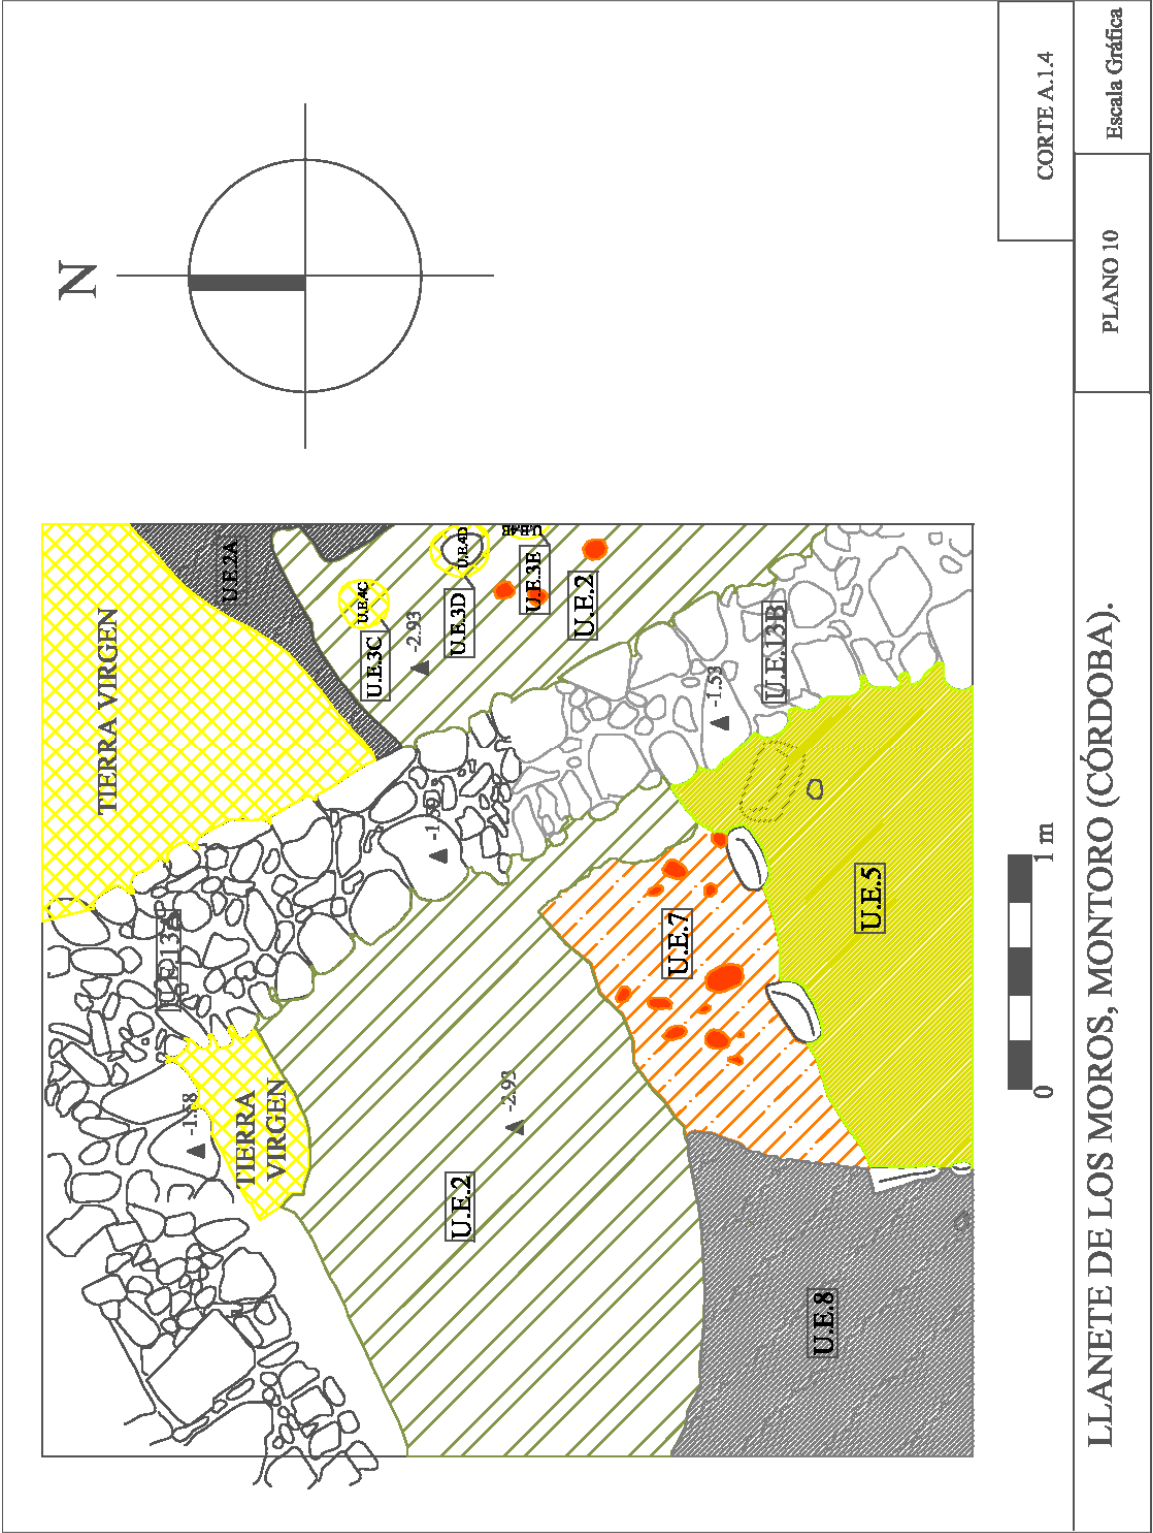 N
TIERRA VIRGEN
U.E.2A
U.E.4C
U.E.4D
U.E.4B
U.E.3C
U.E.3D
U.E.3E
U.E.2
-2.93
U.E.13B
-1.53
TIERRA
VIRGEN
-1.58
-2.93
U.E.2
U.E.7
U.E.5
U.E.8
0
1 m
CORTE A.1.4
PLANO 10
Escala Gráfica
LLANETE DE LOS MOROS, MONTORO (CÓRDOBA).